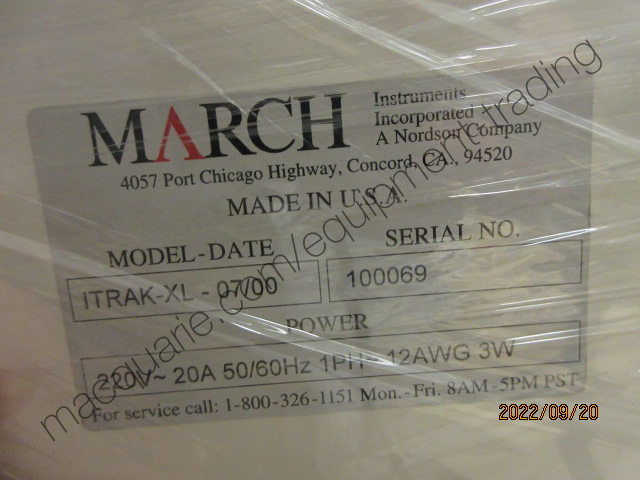 MARCH
Instruments
Incorporated
A Nordson Company
4057 Port Chicago Highway, Concord, CA., 94520
MADE IN U.S.A.
MODEL-DATE
SERIAL NO.
ITRAK-XL - 07/00
100069
POWER
220V~ 20A 50/60Hz 1PH~ 12AWG 3W
For service call: 1-800-326-1151 Mon.- Fri. 8AM-5PM PST
macquarie.com/equipment-trading
2022/09/20